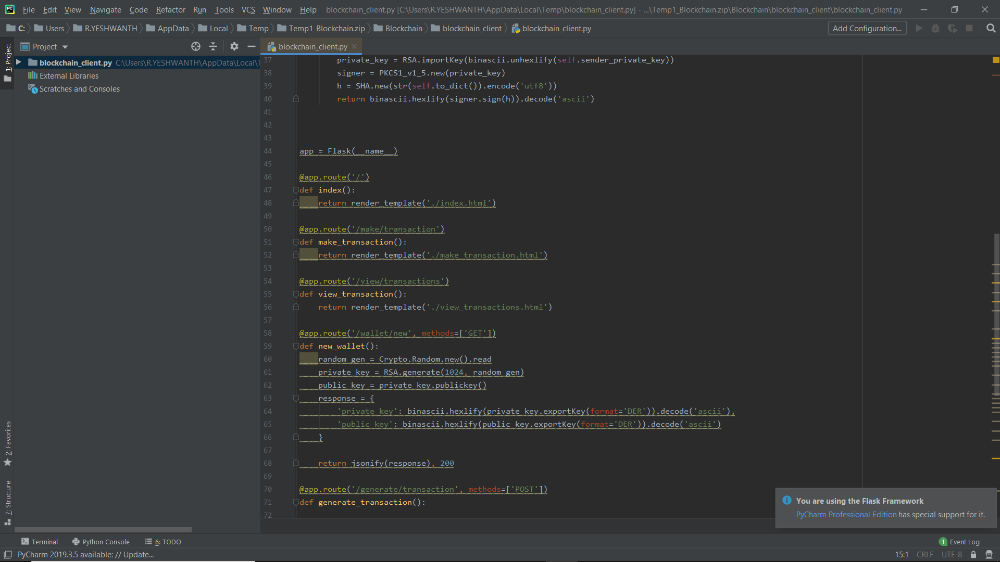 File Edit View Navigate Code Refactor Run Tools VCS Window Help blockchain_client.py [C:\Users\R.YESHWANTH\AppData\Local\Temp\blockchain_client.py] - ...\Temp1_Blockchain.zip\Blockchain\blockchain_client\blockchain_client.py
C: Users R.YESHWANTH AppData Local Temp Temp1_Blockchain.zip Blockchain blockchain_client blockchain_client.py Add Configuration...
Project
blockchain_client.py
1: Project
blockchain_client.py C:\Users\R.YESHWANTH\AppData\Local\T
External Libraries
Scratches and Consoles
37 private_key = RSA.importKey(binascii.unhexlify(self.sender_private_key))
38 signer = PKCS1_v1_5.new(private_key)
39 h = SHA.new(str(self.to_dict()).encode('utf8'))
40 return binascii.hexlify(signer.sign(h)).decode('ascii')
41
42
43
44 app = Flask(__name__)
45
46 @app.route('/')
47 def index():
48 return render_template('./index.html')
49
50 @app.route('/make/transaction')
51 def make_transaction():
52 return render_template('./make_transaction.html')
53
54 @app.route('/view/transactions')
55 def view_transaction():
56 return render_template('./view_transactions.html')
57
58 @app.route('/wallet/new', methods=['GET'])
59 def new_wallet():
60 random_gen = Crypto.Random.new().read
61 private_key = RSA.generate(1024, random_gen)
62 public_key = private_key.publickey()
63 response = {
64 'private_key': binascii.hexlify(private_key.exportKey(format='DER')).decode('ascii'),
65 'public_key': binascii.hexlify(public_key.exportKey(format='DER')).decode('ascii')
66 }
67
68 return jsonify(response), 200
69
70 @app.route('/generate/transaction', methods=['POST'])
71 def generate_transaction():
72
2: Favorites
7: Structure
You are using the Flask Framework
PyCharm Professional Edition has special support for it.
Terminal Python Console 6: TODO 1 Event Log
PyCharm 2019.3.5 available: // Update... 15:1 CRLF UTF-8